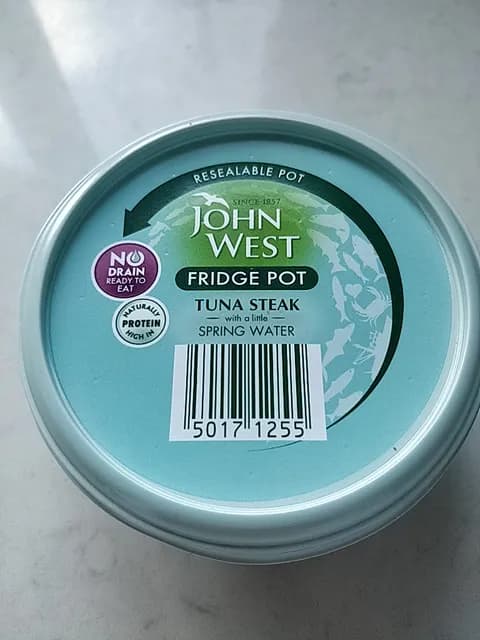 RESEALABLE POT
SINCE 1857
JOHN
WEST
FRIDGE POT
NO
DRAIN
READY TO
EAT
NATURALLY
PROTEIN
HIGH IN
TUNA STEAK
with a little
SPRING WATER
5017 1255